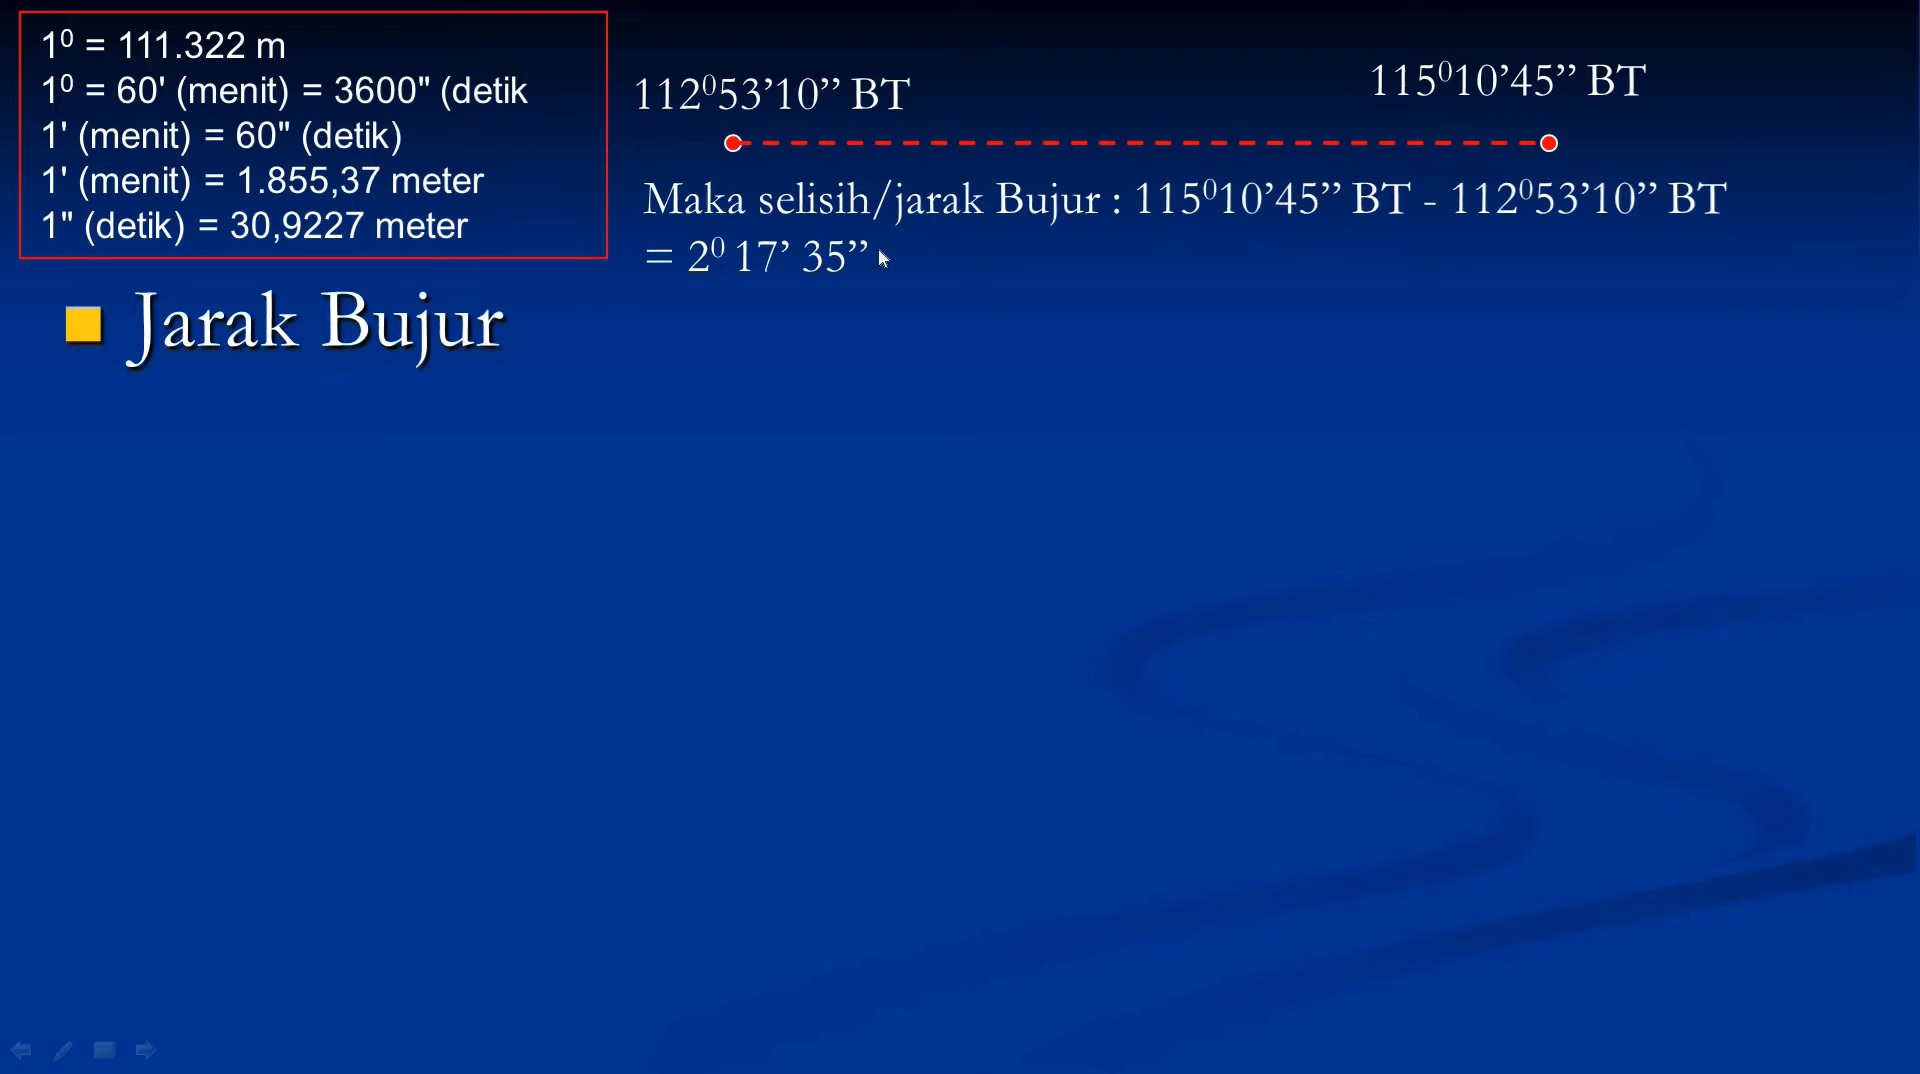 1⁰ = 111.322 m
1⁰ = 60' (menit) = 3600" (detik
1' (menit) = 60" (detik)
1' (menit) = 1.855,37 meter
1" (detik) = 30,9227 meter
112⁰53’10” BT
115⁰10’45” BT
Maka selisih/jarak Bujur : 115⁰10’45” BT - 112⁰53’10” BT
= 2⁰ 17’ 35”
Jarak Bujur